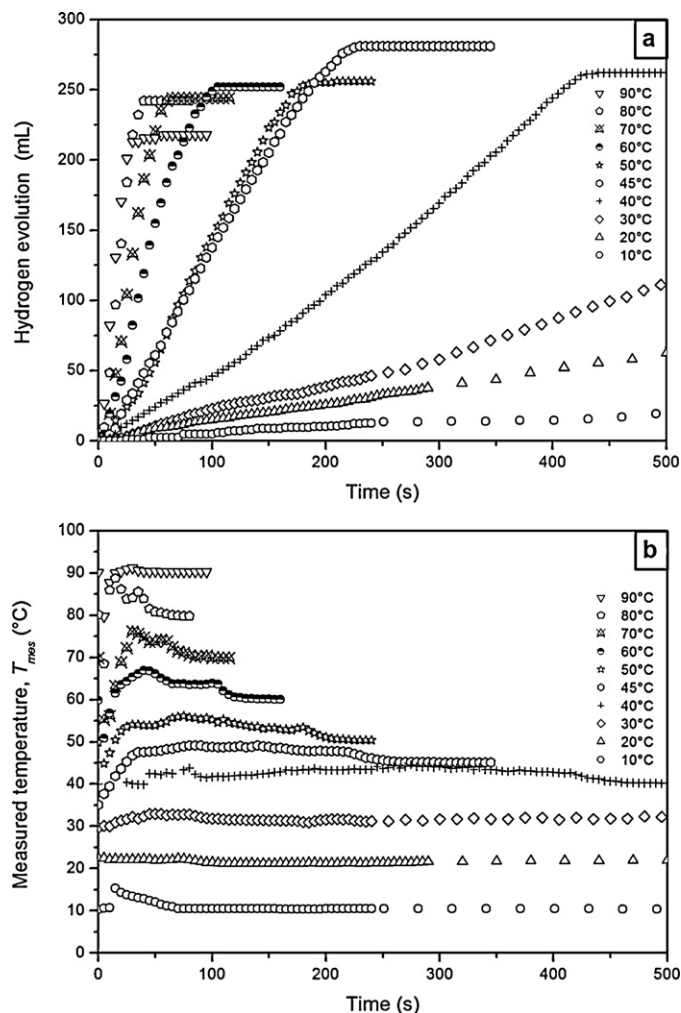 a
300
250
200
150
100
50
0
Hydrogen evolution (mL)
90°C
80°C
70°C
60°C
50°C
45°C
40°C
30°C
20°C
10°C
0 100 200 300 400 500
Time (s)
b
100
90
80
70
60
50
40
30
20
10
0
Measured temperature, T_mes (°C)
90°C
80°C
70°C
60°C
50°C
45°C
40°C
30°C
20°C
10°C
0 100 200 300 400 500
Time (s)